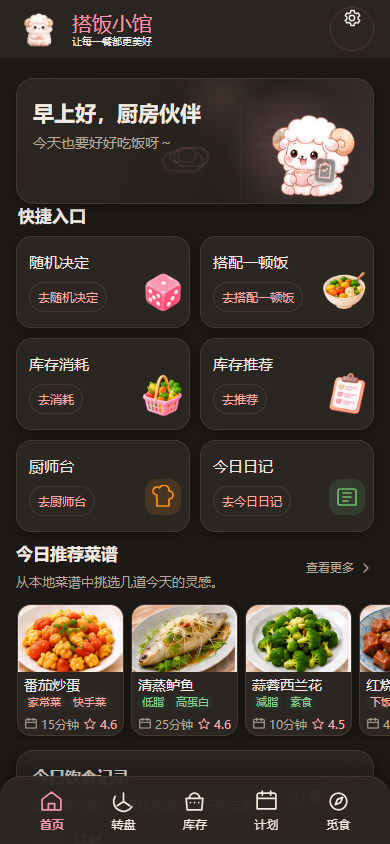 搭饭小馆
让每一餐都更美好
早上好，厨房伙伴
今天也要好好吃饭呀～
快捷入口
随机决定
去随机决定
搭配一顿饭
去搭配一顿饭
库存消耗
去消耗
库存推荐
去推荐
厨师台
去厨师台
今日日记
去今日日记
今日推荐菜谱
从本地菜谱中挑选几道今天的灵感。
查看更多
番茄炒蛋
家常菜 快手菜
15分钟 4.6
清蒸鲈鱼
低脂 高蛋白
25分钟 4.6
蒜蓉西兰花
减脂 素食
10分钟 4.5
红烧
下饭
今日饮食记录
首页
转盘
库存
计划
觅食